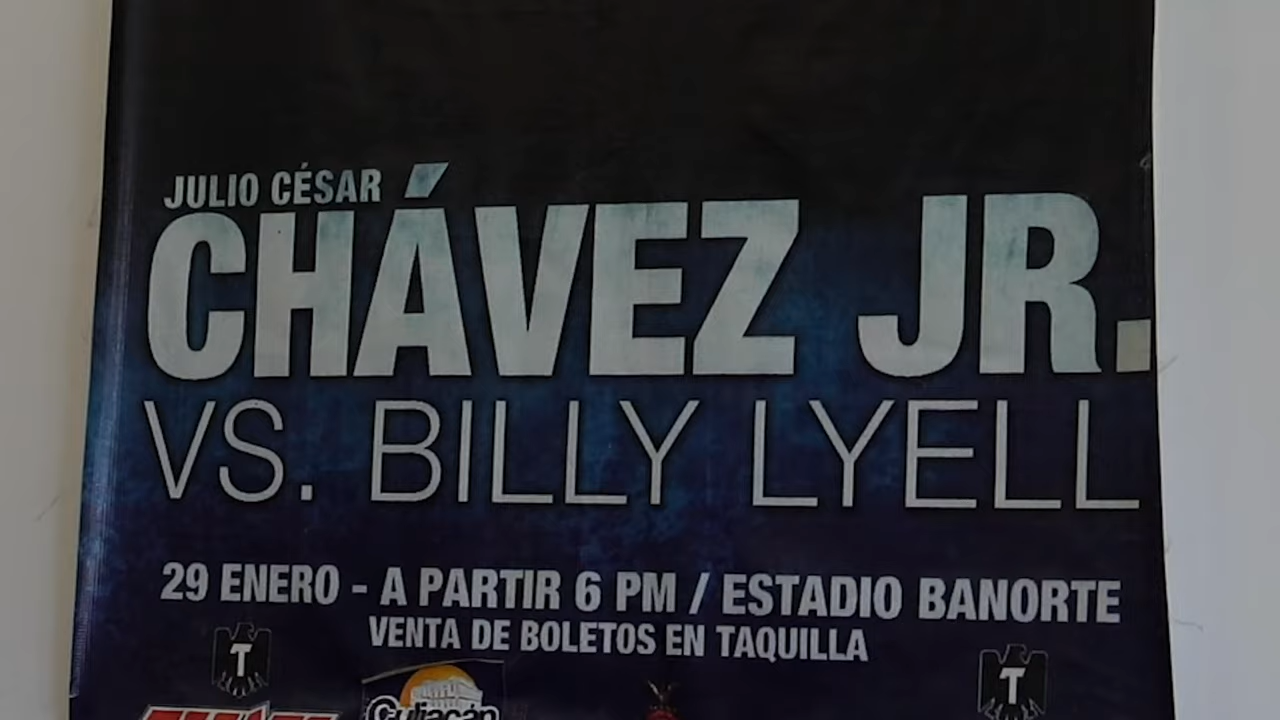 JULIO CÉSAR
CHÁVEZ JR.
VS. BILLY LYELL
29 ENERO - A PARTIR 6 PM / ESTADIO BANORTE
VENTA DE BOLETOS EN TAQUILLA
T
T
Culiacán